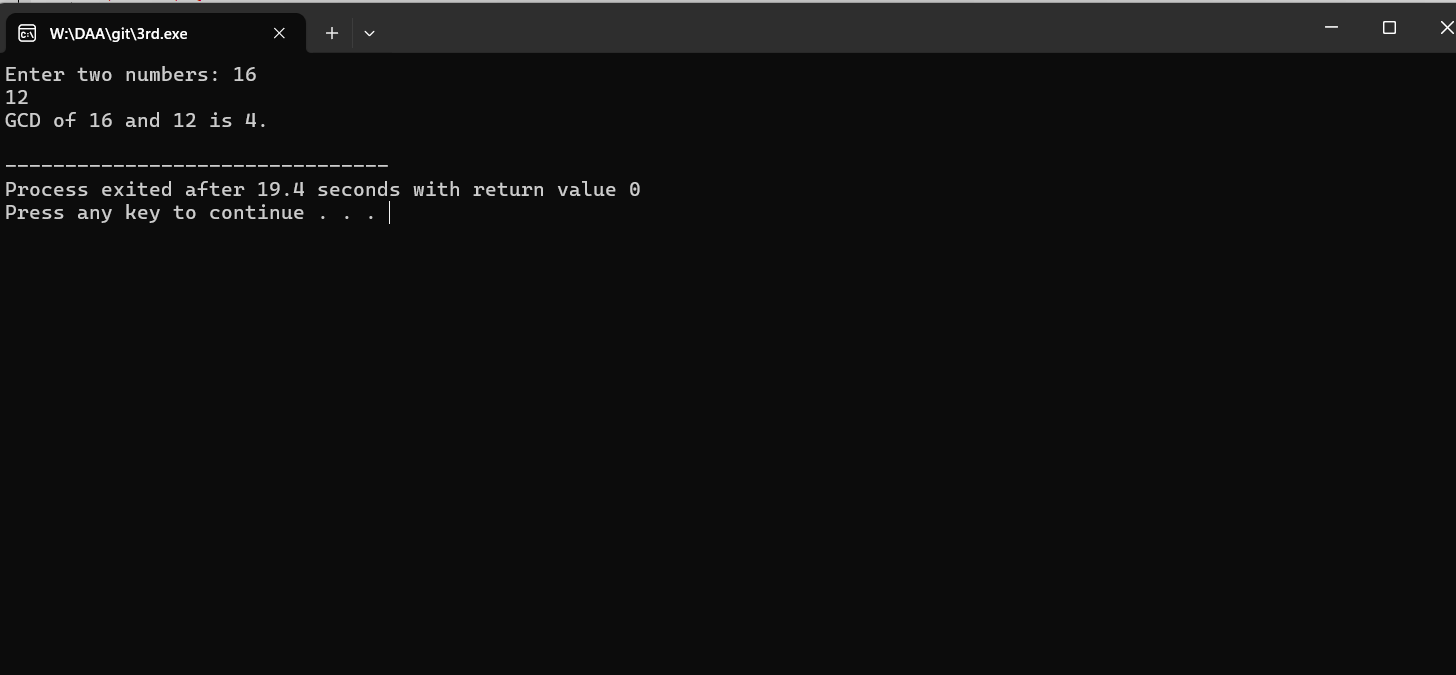 W:\DAA\git\3rd.exe
Enter two numbers: 16
12
GCD of 16 and 12 is 4.
--------------------------------
Process exited after 19.4 seconds with return value 0
Press any key to continue . . .